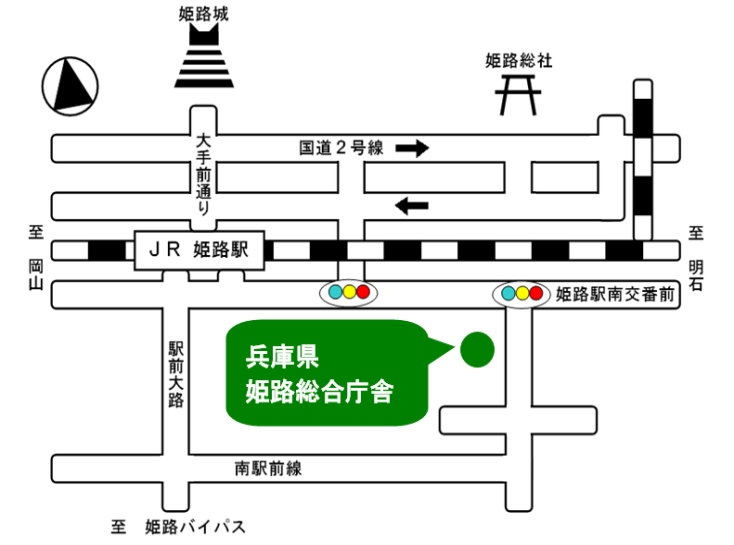 姫路城
姫路総社
国道２号線
大手前通り
至 岡山
ＪＲ 姫路駅
至 明石
姫路駅南交番前
兵庫県
姫路総合庁舎
駅前大路
南駅前線
至 姫路バイパス